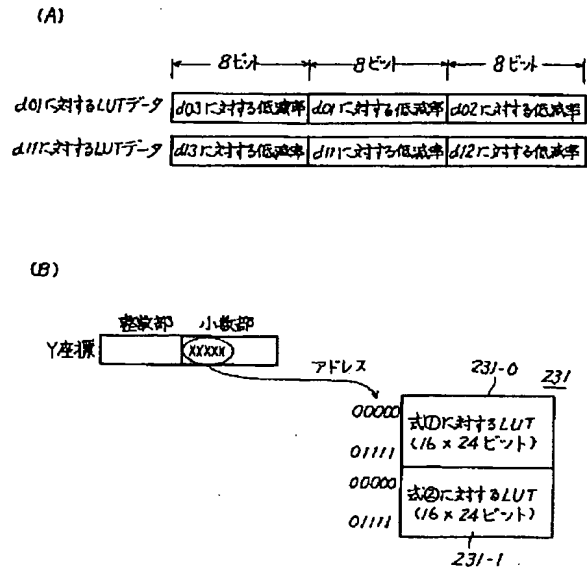 (A)
8ビット 8ビット 8ビット
d01に対するLUTデータ d03に対する低減率 d01に対する低減率 d02に対する低減率
d11に対するLUTデータ d13に対する低減率 d11に対する低減率 d12に対する低減率
(B)
整数部 小数部
Y座標 XXXXX
アドレス
231-0 231
00000
式①に対するLUT
(16×24ビット)
01111
00000
式②に対するLUT
(16×24ビット)
01111
231-1